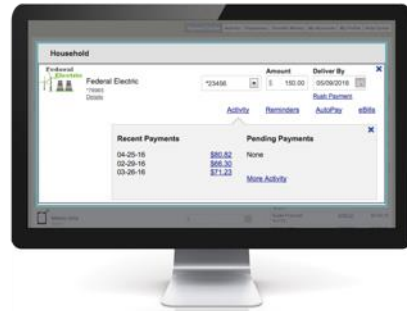 Household
Federal
Electric
Federal Electric
Details
*23456
Amount
$ 150.00
Deliver By
05/09/2016
Rush Payment
Activity Reminders AutoPay eBills
Recent Payments Pending Payments
04-25-16 $80.82 None
02-29-16 $66.30
03-26-16 $71.23 More Activity